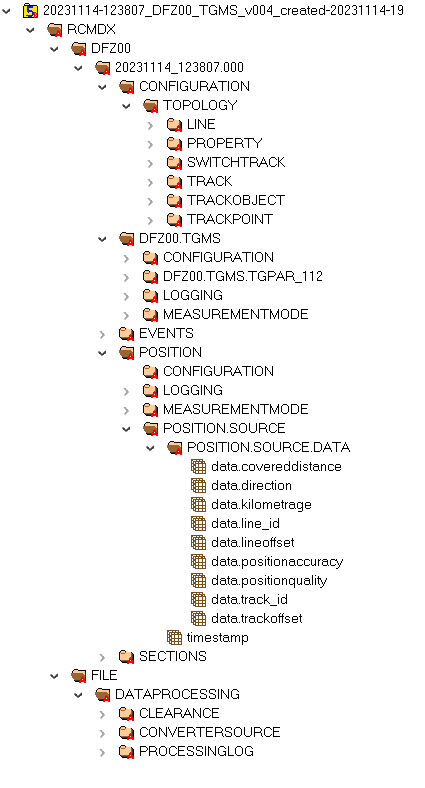 20231114-123807_DFZ00_TGMS_v004_created-20231114-19
RCMDX
DFZ00
20231114_123807.000
CONFIGURATION
TOPOLOGY
LINE
PROPERTY
SWITCHTRACK
TRACK
TRACKOBJECT
TRACKPOINT
DFZ00.TGMS
CONFIGURATION
DFZ00.TGMS.TGPAR_112
LOGGING
MEASUREMENTMODE
EVENTS
POSITION
CONFIGURATION
LOGGING
MEASUREMENTMODE
POSITION.SOURCE
POSITION.SOURCE.DATA
data.covereddistance
data.direction
data.kilometrage
data.line_id
data.lineoffset
data.positionaccuracy
data.positionquality
data.track_id
data.trackoffset
timestamp
SECTIONS
FILE
DATAPROCESSING
CLEARANCE
CONVERTERSOURCE
PROCESSINGLOG